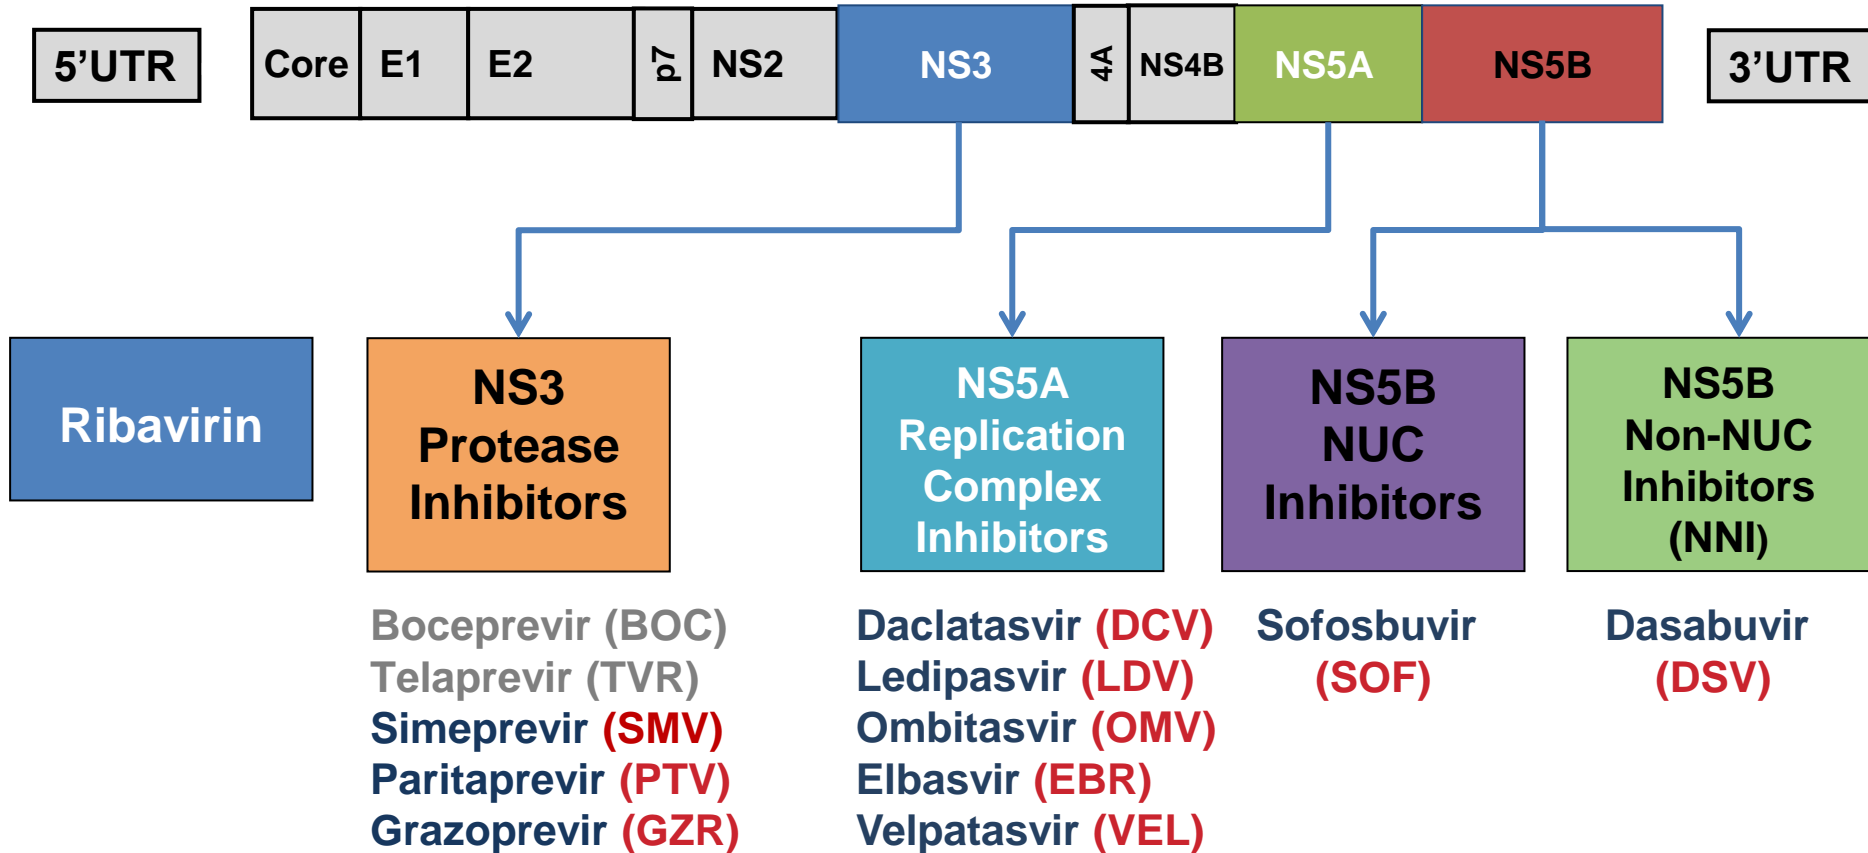 5’UTR
Core
E1
E2
p7
NS2
NS3
4A
NS4B
NS5A
NS5B
3’UTR
Ribavirin
NS3
Protease
Inhibitors
NS5A
Replication
Complex
Inhibitors
NS5B
NUC
Inhibitors
NS5B
Non-NUC
Inhibitors
(NNI)
Boceprevir (BOC)
Telaprevir (TVR)
Simeprevir (SMV)
Paritaprevir (PTV)
Grazoprevir (GZR)
Daclatasvir (DCV)
Ledipasvir (LDV)
Ombitasvir (OMV)
Elbasvir (EBR)
Velpatasvir (VEL)
Sofosbuvir
(SOF)
Dasabuvir
(DSV)